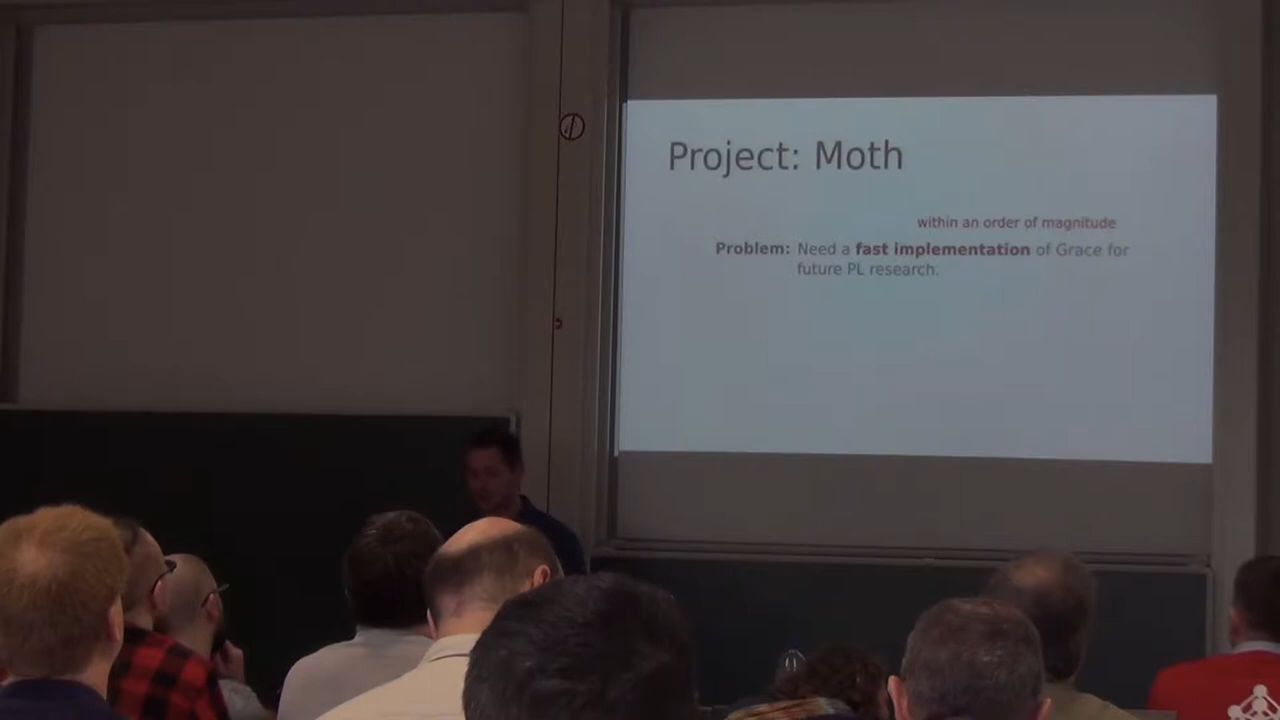 Project: Moth
within an order of magnitude
Problem: Need a fast implementation of Grace for
future PL research.